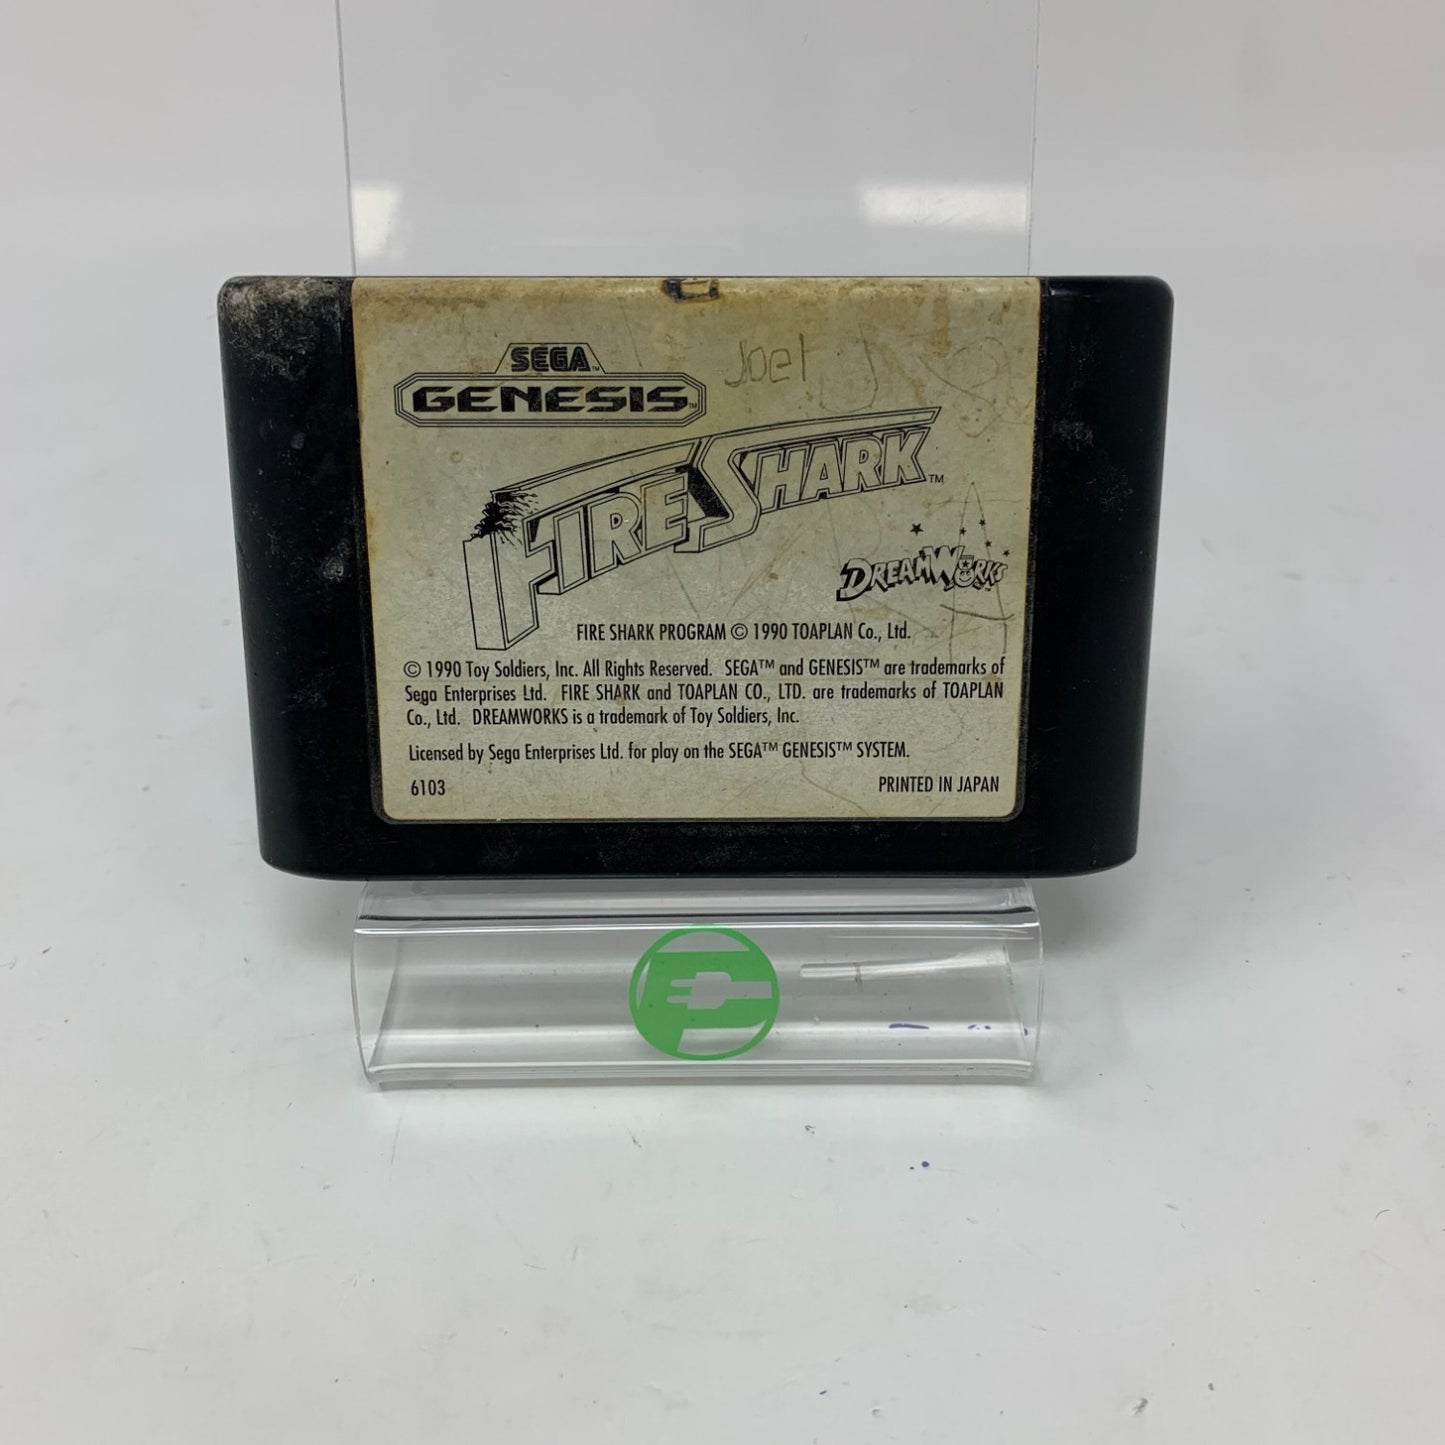 SEGA™
GENESIS™
Joel
FIRE SHARK™
DREAMWORKS™
FIRE SHARK PROGRAM © 1990 TOAPLAN Co., Ltd.
© 1990 Toy Soldiers, Inc. All Rights Reserved. SEGA™ and GENESIS™ are trademarks of
Sega Enterprises Ltd. FIRE SHARK and TOAPLAN CO., LTD. are trademarks of TOAPLAN
Co., Ltd. DREAMWORKS is a trademark of Toy Soldiers, Inc.
Licensed by Sega Enterprises Ltd. for play on the SEGA™ GENESIS™ SYSTEM.
6103 PRINTED IN JAPAN